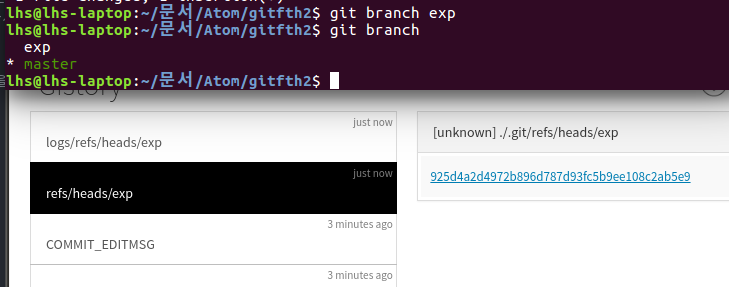 lhs@lhs-laptop:~/문서/Atom/gitfth2$ git branch exp
lhs@lhs-laptop:~/문서/Atom/gitfth2$ git branch
exp
* master
lhs@lhs-laptop:~/문서/Atom/gitfth2$
just now
logs/refs/heads/exp
just now
refs/heads/exp
3 minutes ago
COMMIT_EDITMSG
3 minutes ago
[unknown] ./.git/refs/heads/exp
925d4a2d4972b896d787d93fc5b9ee108c2ab5e9